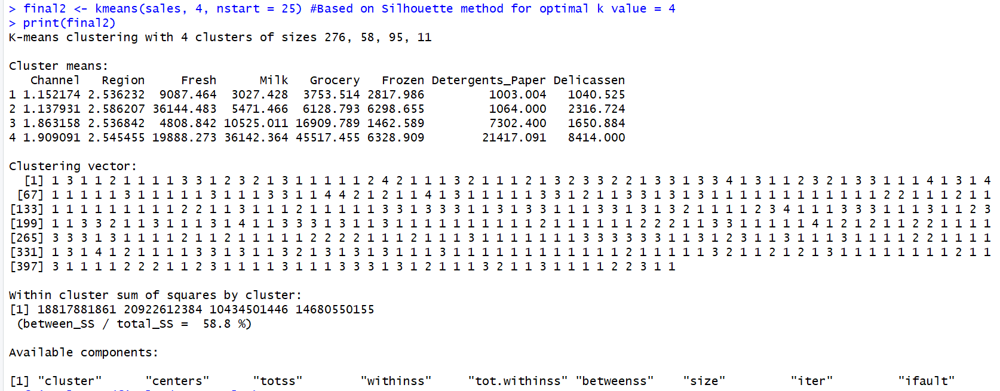 > final2 <- kmeans(sales, 4, nstart = 25) #Based on Silhouette method for optimal k value = 4
> print(final2)
K-means clustering with 4 clusters of sizes 276, 58, 95, 11
Cluster means:
Channel Region Fresh Milk Grocery Frozen Detergents_Paper Delicassen
1 1.152174 2.536232 9087.464 3027.428 3753.514 2817.986 1003.004 1040.525
2 1.137931 2.586207 36144.483 5471.466 6128.793 6298.655 1064.000 2316.724
3 1.863158 2.536842 4808.842 10525.011 16909.789 1462.589 7302.400 1650.884
4 1.909091 2.545455 19888.273 36142.364 45517.455 6328.909 21417.091 8414.000
Clustering vector:
[1] 1 3 1 1 2 1 1 1 1 3 3 1 2 3 2 1 3 1 1 1 1 1 2 4 2 1 1 1 3 2 1 1 1 2 1 3 2 3 3 2 2 1 3 3 1 3 3 4 1 3 1 1 2 3 2 1 3 3 1 1 1 4 1 3 1 4
[67] 1 1 1 1 1 3 1 1 1 1 1 3 1 1 1 3 3 1 1 4 4 2 1 2 1 1 4 1 3 1 1 1 1 1 3 3 1 2 1 1 3 3 1 3 1 3 1 1 1 1 1 1 1 1 1 1 1 1 2 2 1 1 1 2 1 1
[133] 1 1 1 1 1 1 1 1 1 2 2 1 1 3 1 1 1 2 1 1 1 1 1 3 3 1 3 3 3 1 1 3 1 3 3 1 1 1 3 3 1 3 1 3 2 1 1 1 1 2 3 4 1 1 1 3 3 3 1 1 1 3 1 1 2 3
[199] 1 1 3 3 2 1 1 3 1 1 1 3 1 4 1 1 3 3 3 1 3 1 1 3 1 1 1 1 1 1 1 1 1 1 2 1 1 1 1 1 1 2 2 2 1 1 3 3 1 1 1 1 1 4 1 2 1 2 1 1 2 2 1 1 1 1
[265] 3 3 3 1 3 1 1 1 1 2 1 1 2 1 1 1 1 1 2 2 2 2 1 1 1 2 1 1 1 3 1 1 1 1 1 1 1 3 3 3 3 3 3 1 1 3 1 2 3 1 1 3 1 1 1 3 1 1 1 1 2 2 1 1 1 1
[331] 1 3 1 4 1 2 1 1 1 1 3 3 1 3 1 1 3 2 1 3 1 3 1 3 1 1 1 3 1 1 1 1 1 1 1 1 1 1 1 1 2 1 1 1 1 1 3 2 1 1 2 1 2 1 3 1 1 1 1 1 1 1 1 2 1 1
[397] 3 1 1 1 1 2 2 2 1 1 2 3 1 1 1 1 3 1 1 1 3 3 3 1 3 1 2 1 1 1 3 2 1 1 3 1 1 1 1 2 2 3 1 1
Within cluster sum of squares by cluster:
[1] 18817881861 20922612384 10434501446 14680550155
(between_SS / total_SS = 58.8 %)
Available components:
[1] "cluster" "centers" "totss" "withinss" "tot.withinss" "betweenss" "size" "iter" "ifault"